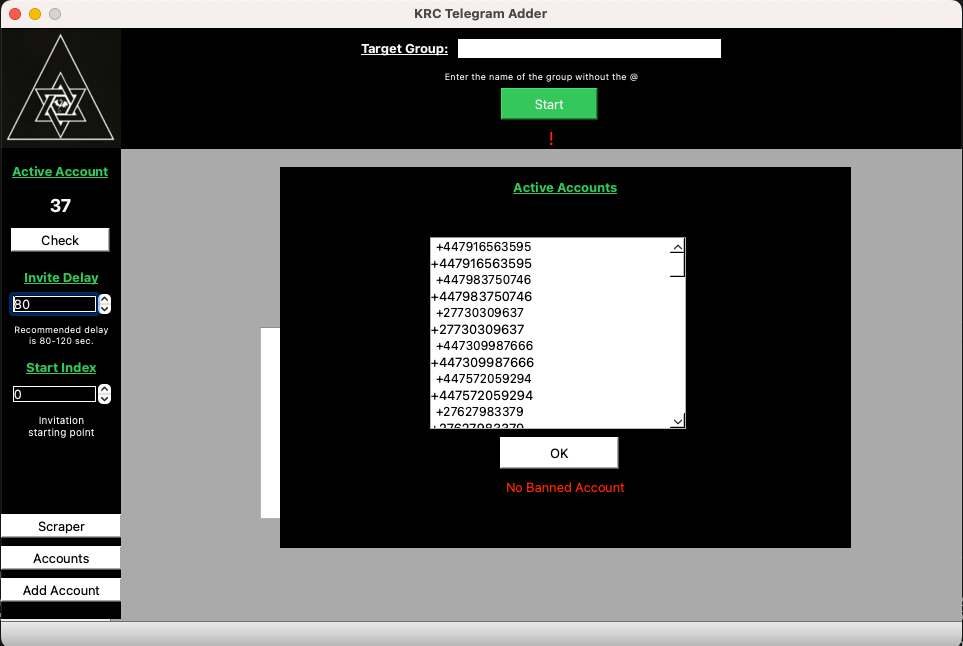 KRC Telegram Adder
Target Group:
Enter the name of the group without the @
Start
!
Active Account
37
Check
Invite Delay
80
Recommended delay
is 80-120 sec.
Start Index
0
Invitation
starting point
Scraper
Accounts
Add Account
Active Accounts
+447916563595
+447916563595
+447983750746
+447983750746
+27730309637
+27730309637
+447309987666
+447309987666
+447572059294
+447572059294
+27627983379
+27627983379
OK
No Banned Account